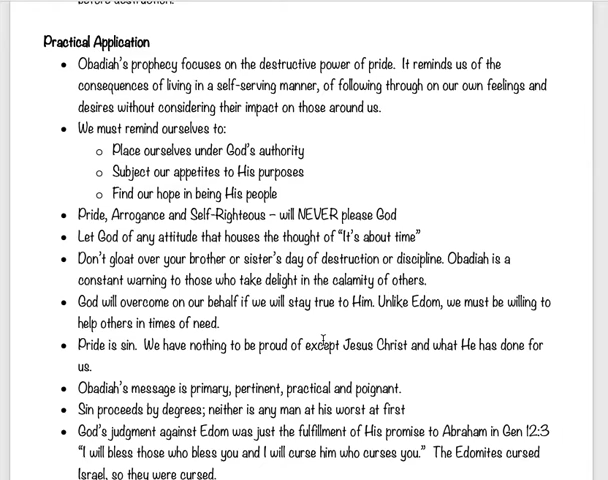 before destruction.
Practical Application
• Obadiah's prophecy focuses on the destructive power of pride. It reminds us of the
consequences of living in a self-serving manner, of following through on our own feelings and
desires without considering their impact on those around us.
• We must remind ourselves to:
o Place ourselves under God's authority
o Subject our appetites to His purposes
o Find our hope in being His people
• Pride, Arrogance and Self-Righteous – will NEVER please God
• Let God of any attitude that houses the thought of "It's about time"
• Don't gloat over your brother or sister's day of destruction or discipline. Obadiah is a
constant warning to those who take delight in the calamity of others.
• God will overcome on our behalf if we will stay true to Him. Unlike Edom, we must be willing to
help others in times of need.
• Pride is sin. We have nothing to be proud of except Jesus Christ and what He has done for
us.
• Obadiah's message is primary, pertinent, practical and poignant.
• Sin proceeds by degrees; neither is any man at his worst at first
• God's judgment against Edom was just the fulfillment of His promise to Abraham in Gen 12:3
"I will bless those who bless you and I will curse him who curses you." The Edomites cursed
Israel, so they were cursed.